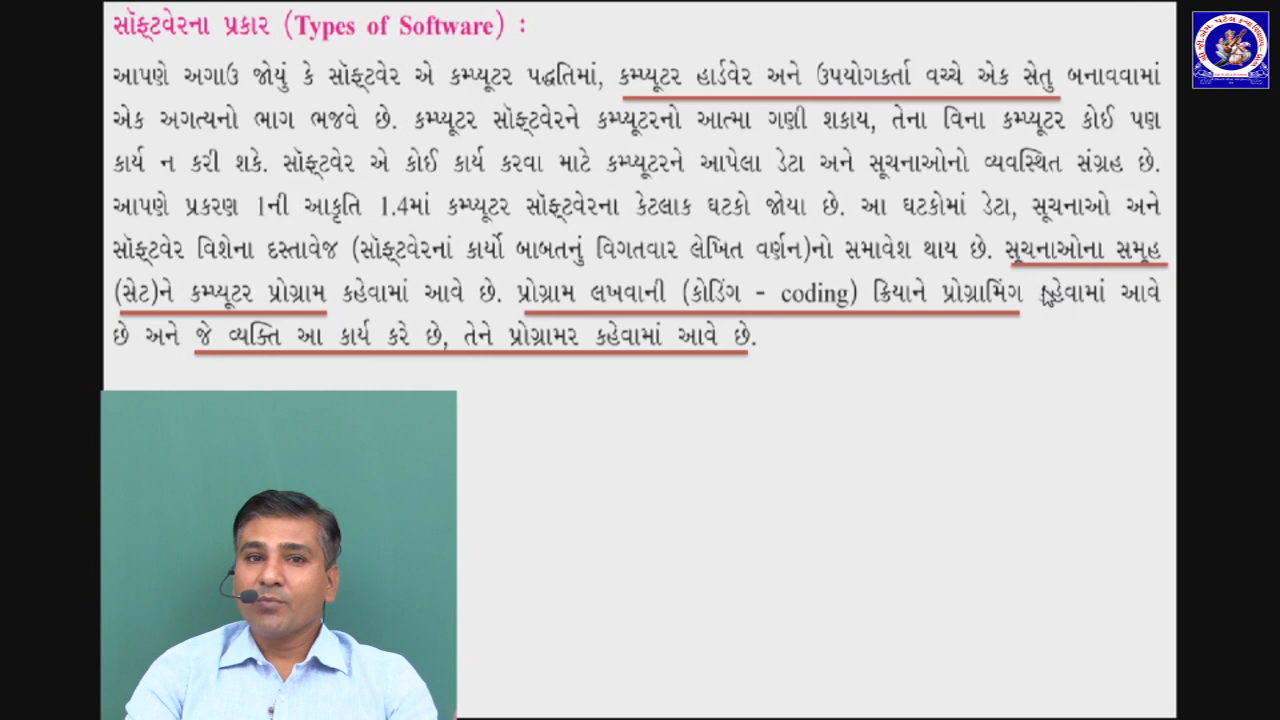 સૉફ્ટવેરના પ્રકાર (Types of Software) :
આપણે અગાઉ જોયું કે સૉફ્ટવેર એ કમ્પ્યૂટર પદ્ધતિમાં, કમ્પ્યૂટર હાર્ડવેર અને ઉપયોગકર્તા વચ્ચે એક સેતુ બનાવવામાં
એક અગત્યનો ભાગ ભજવે છે. કમ્પ્યૂટર સૉફ્ટવેરને કમ્પ્યૂટરનો આત્મા ગણી શકાય, તેના વિના કમ્પ્યૂટર કોઈ પણ
કાર્ય ન કરી શકે. સૉફ્ટવેર એ કોઈ કાર્ય કરવા માટે કમ્પ્યૂટરને આપેલા ડેટા અને સૂચનાઓનો વ્યવસ્થિત સંગ્રહ છે.
આપણે પ્રકરણ 1ની આકૃતિ 1.4માં કમ્પ્યૂટર સૉફ્ટવેરના કેટલાક ઘટકો જોયા છે. આ ઘટકોમાં ડેટા, સૂચનાઓ અને
સૉફ્ટવેર વિશેના દસ્તાવેજ (સૉફ્ટવેરનાં કાર્યો બાબતનું વિગતવાર લેખિત વર્ણન)નો સમાવેશ થાય છે. સૂચનાઓના સમૂહ
(સેટ)ને કમ્પ્યૂટર પ્રોગ્રામ કહેવામાં આવે છે. પ્રોગ્રામ લખવાની (કોડિંગ - coding) ક્રિયાને પ્રોગ્રામિંગ કહેવામાં આવે
છે અને જે વ્યક્તિ આ કાર્ય કરે છે, તેને પ્રોગ્રામર કહેવામાં આવે છે.